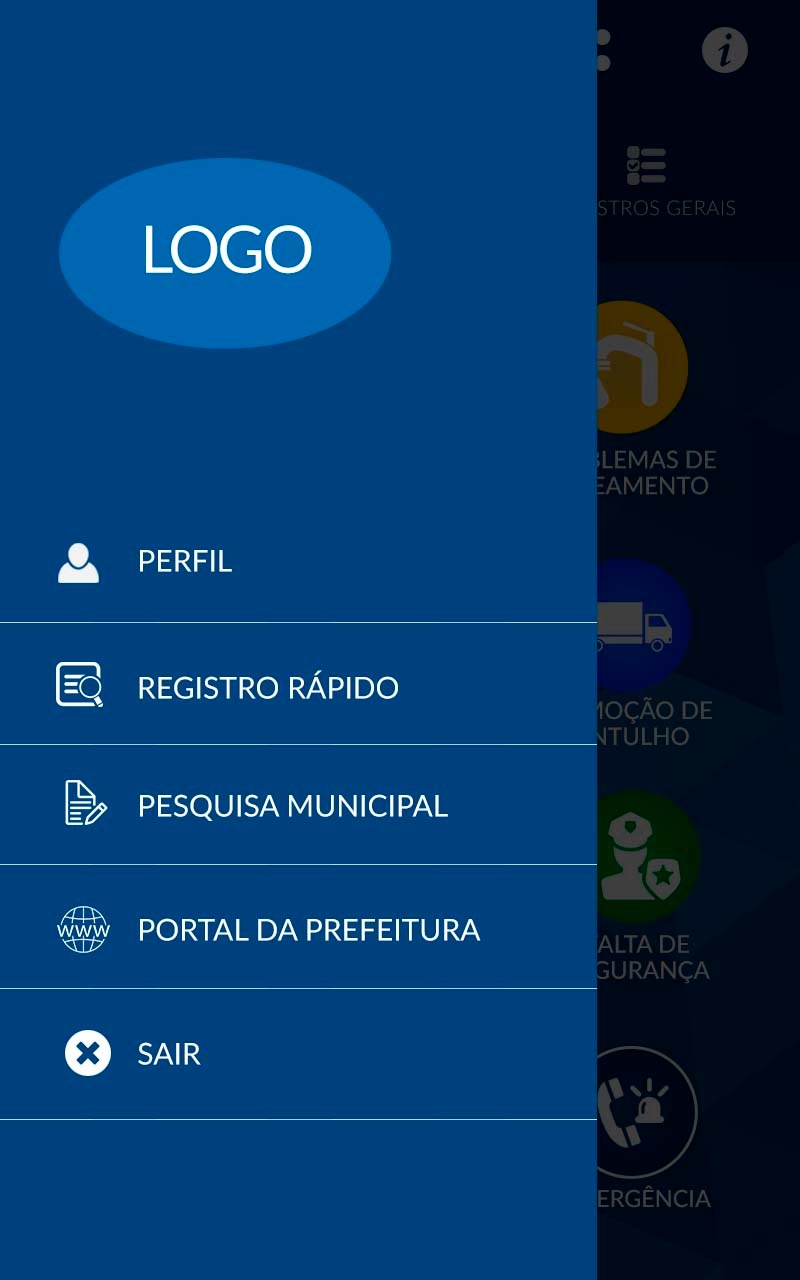 LOGO
PERFIL
REGISTRO RÁPIDO
PESQUISA MUNICIPAL
WWW
PORTAL DA PREFEITURA
SAIR
i
STROS GERAIS
BLEMAS DE
EAMENTO
MOÇÃO DE
NTULHO
ALTA DE
GURANÇA
ERGÊNCIA